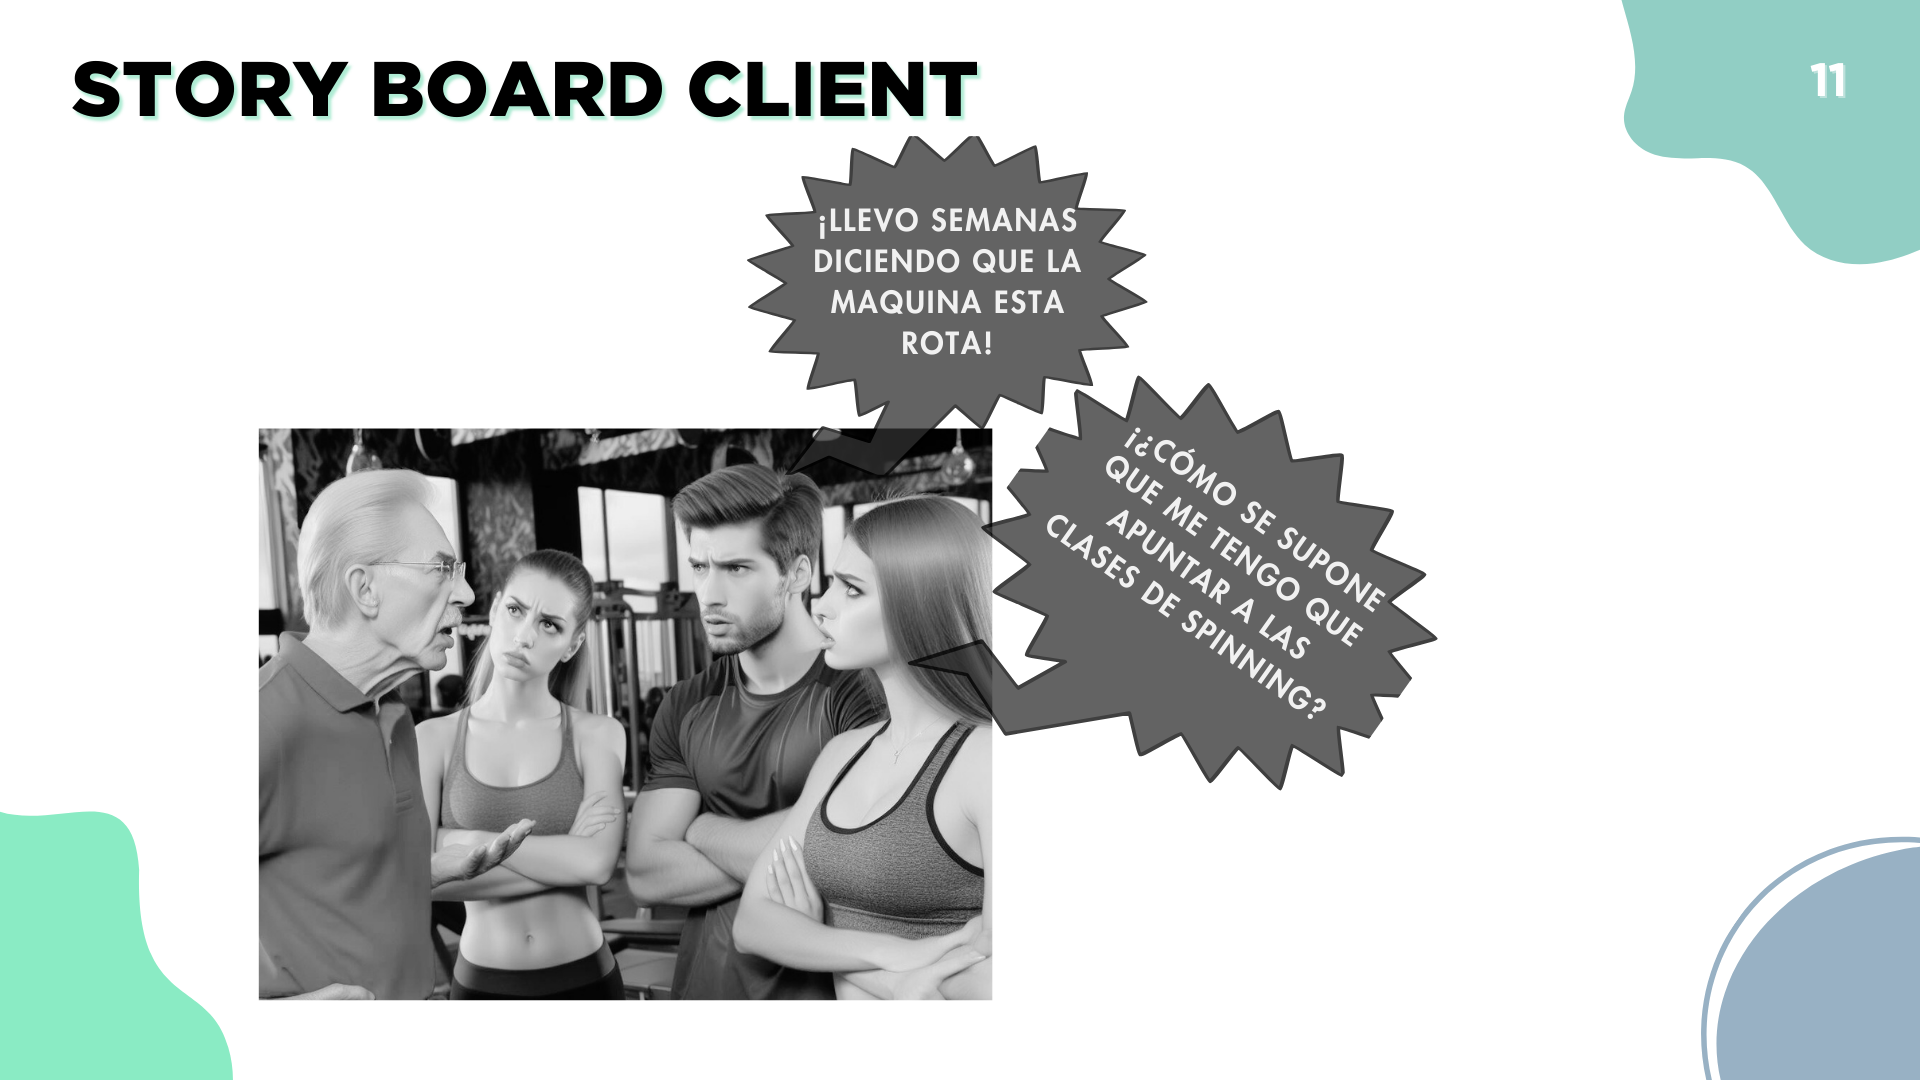 STORY BOARD CLIENT
11
¡LLEVO SEMANAS
DICIENDO QUE LA
MAQUINA ESTA
ROTA!
¡¿CÓMO SE SUPONE
QUE ME TENGO QUE
APUNTAR A LAS
CLASES DE SPINNING?